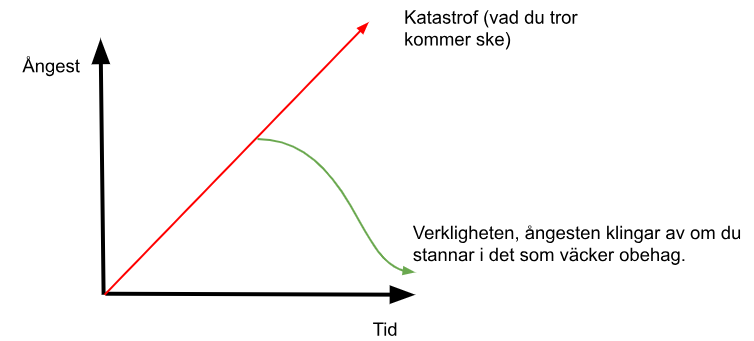 Katastrof (vad du tror
kommer ske)
Ångest
Verkligheten, ångesten klingar av om du
stannar i det som väcker obehag.
Tid